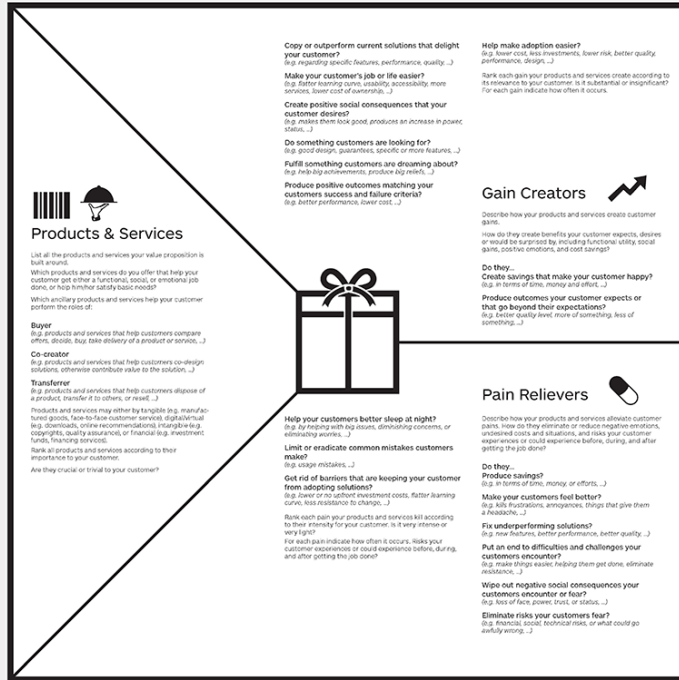 Copy or outperform current solutions that delight
your customer?
(e.g. regarding specific features, performance, quality, ...)
Make your customer's job or life easier?
(e.g. flatter learning curve, usability, accessibility, more
services, lower cost of ownership, ...)
Create positive social consequences that your
customer desires?
(e.g. makes them look good, produces an increase in power,
status, ...)
Do something customers are looking for?
(e.g. good design, guarantees, specific or more features, ...)
Fulfill something customers are dreaming about?
(e.g. help big achievements, produce big reliefs, ...)
Produce positive outcomes matching your
customers success and failure criteria?
(e.g. better performance, lower cost, ...)
Help make adoption easier?
(e.g. lower cost, less investments, lower risk, better quality,
performance, design, ...)
Rank each gain your products and services create according to
its relevance to your customer. Is it substantial or insignificant?
For each gain indicate how often it occurs.
Gain Creators
Describe how your products and services create customer
gains.
How do they create benefits your customer expects, desires
or would be surprised by, including functional utility, social
gains, positive emotions, and cost savings?
Do they...
Create savings that make your customer happy?
(e.g. in terms of time, money and effort, ...)
Produce outcomes your customer expects or
that go beyond their expectations?
(e.g. better quality level, more of something, less of
something, ...)
Products & Services
List all the products and services your value proposition is
built around.
Which products and services do you offer that help your
customer get either a functional, social, or emotional job
done, or help him/her satisfy basic needs?
Which ancillary products and services help your customer
perform the roles of:
Buyer
(e.g. products and services that help customers compare
offers, decide, buy, take delivery of a product or service, ...)
Co-creator
(e.g. products and services that help customers co-design
solutions, otherwise contribute value to the solution, ...)
Transferrer
(e.g. products and services that help customers dispose of
a product, transfer it to others, or resell, ...)
Products and services may either by tangible (e.g. manufac-
tured goods, face-to-face customer service), digital/virtual
(e.g. downloads, online recommendations), intangible (e.g.
copyrights, quality assurance), or financial (e.g. investment
funds, financing services).
Rank all products and services according to their
importance to your customer.
Are they crucial or trivial to your customer?
Help your customers better sleep at night?
(e.g. by helping with big issues, diminishing concerns, or
eliminating worries, ...)
Limit or eradicate common mistakes customers
make?
(e.g. usage mistakes, ...)
Get rid of barriers that are keeping your customer
from adopting solutions?
(e.g. lower or no upfront investment costs, flatter learning
curve, less resistance to change, ...)
Rank each pain your products and services kill according
to their intensity for your customer. Is it very intense or
very light?
For each pain indicate how often it occurs. Risks your
customer experiences or could experience before, during,
and after getting the job done?
Pain Relievers
Describe how your products and services alleviate customer
pains. How do they eliminate or reduce negative emotions,
undesired costs and situations, and risks your customer
experiences or could experience before, during, and after
getting the job done?
Do they...
Produce savings?
(e.g. in terms of time, money, or efforts, ...)
Make your customers feel better?
(e.g. kills frustrations, annoyances, things that give them
a headache, ...)
Fix underperforming solutions?
(e.g. new features, better performance, better quality, ...)
Put an end to difficulties and challenges your
customers encounter?
(e.g. make things easier, helping them get done, eliminate
resistance, ...)
Wipe out negative social consequences your
customers encounter or fear?
(e.g. loss of face, power, trust, or status, ...)
Eliminate risks your customers fear?
(e.g. financial, social, technical risks, or what could go
awfully wrong, ...)